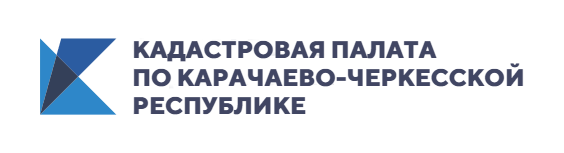 КАДАСТРОВАЯ ПАЛАТА
ПО КАРАЧАЕВО-ЧЕРКЕССКОЙ
РЕСПУБЛИКЕ